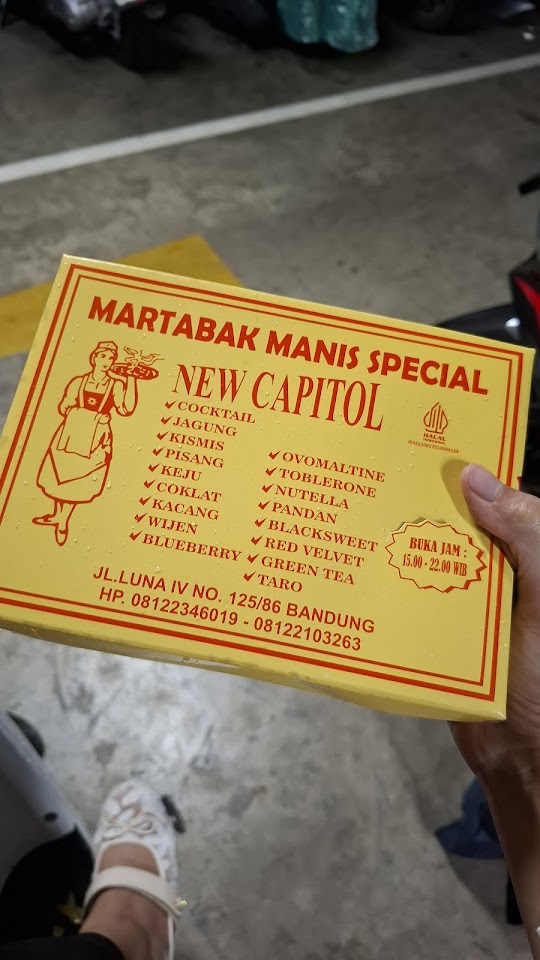 MARTABAK MANIS SPECIAL
NEW CAPITOL
✓COCKTAIL
✓JAGUNG
✓KISMIS
✓PISANG
✓KEJU
✓COKLAT
✓KACANG
✓WIJEN
✓BLUEBERRY
✓OVOMALTINE
✓TOBLERONE
✓NUTELLA
✓PANDAN
✓BLACKSWEET
✓RED VELVET
✓GREEN TEA
✓TARO
HALAL
BUKA JAM :
15.00 - 22.00 WIB
JL.LUNA IV NO. 125/86 BANDUNG
HP. 08122346019 - 08122103263